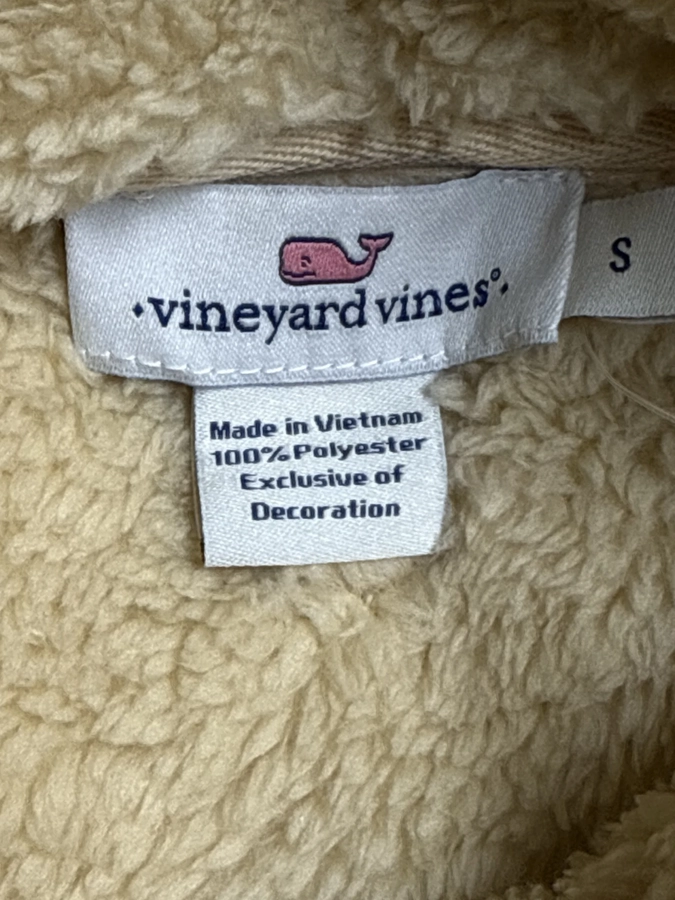 •vineyard vines®•
S
Made in Vietnam
100% Polyester
Exclusive of
Decoration